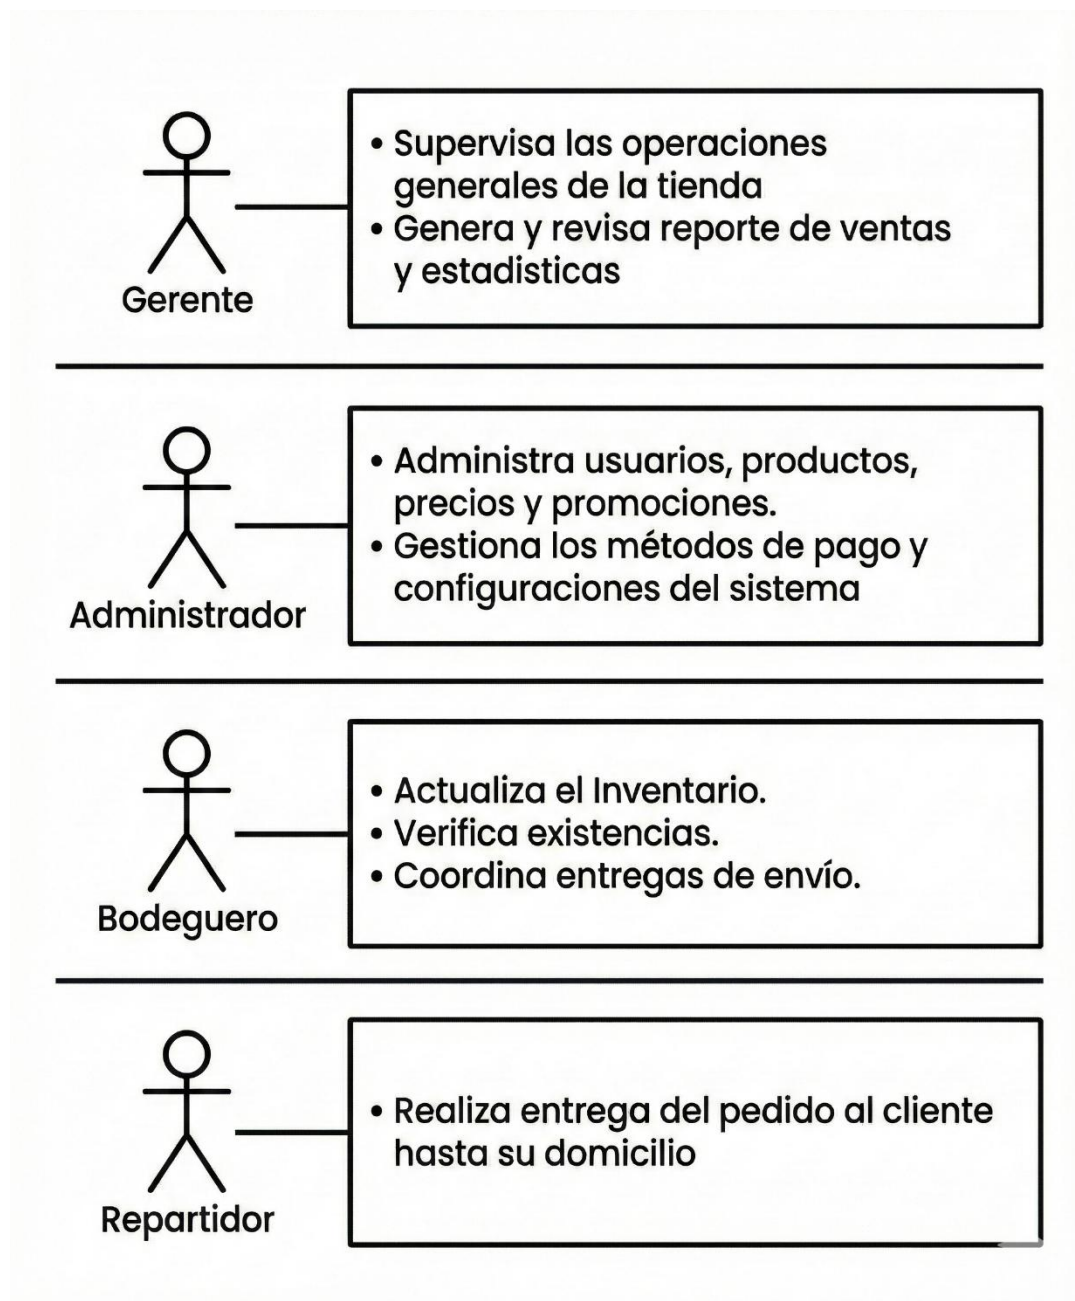 • Supervisa las operaciones
generales de la tienda
• Genera y revisa reporte de ventas
y estadisticas
Gerente
• Administra usuarios, productos,
precios y promociones.
• Gestiona los métodos de pago y
configuraciones del sistema
Administrador
• Actualiza el Inventario.
• Verifica existencias.
• Coordina entregas de envío.
Bodeguero
• Realiza entrega del pedido al cliente
hasta su domicilio
Repartidor